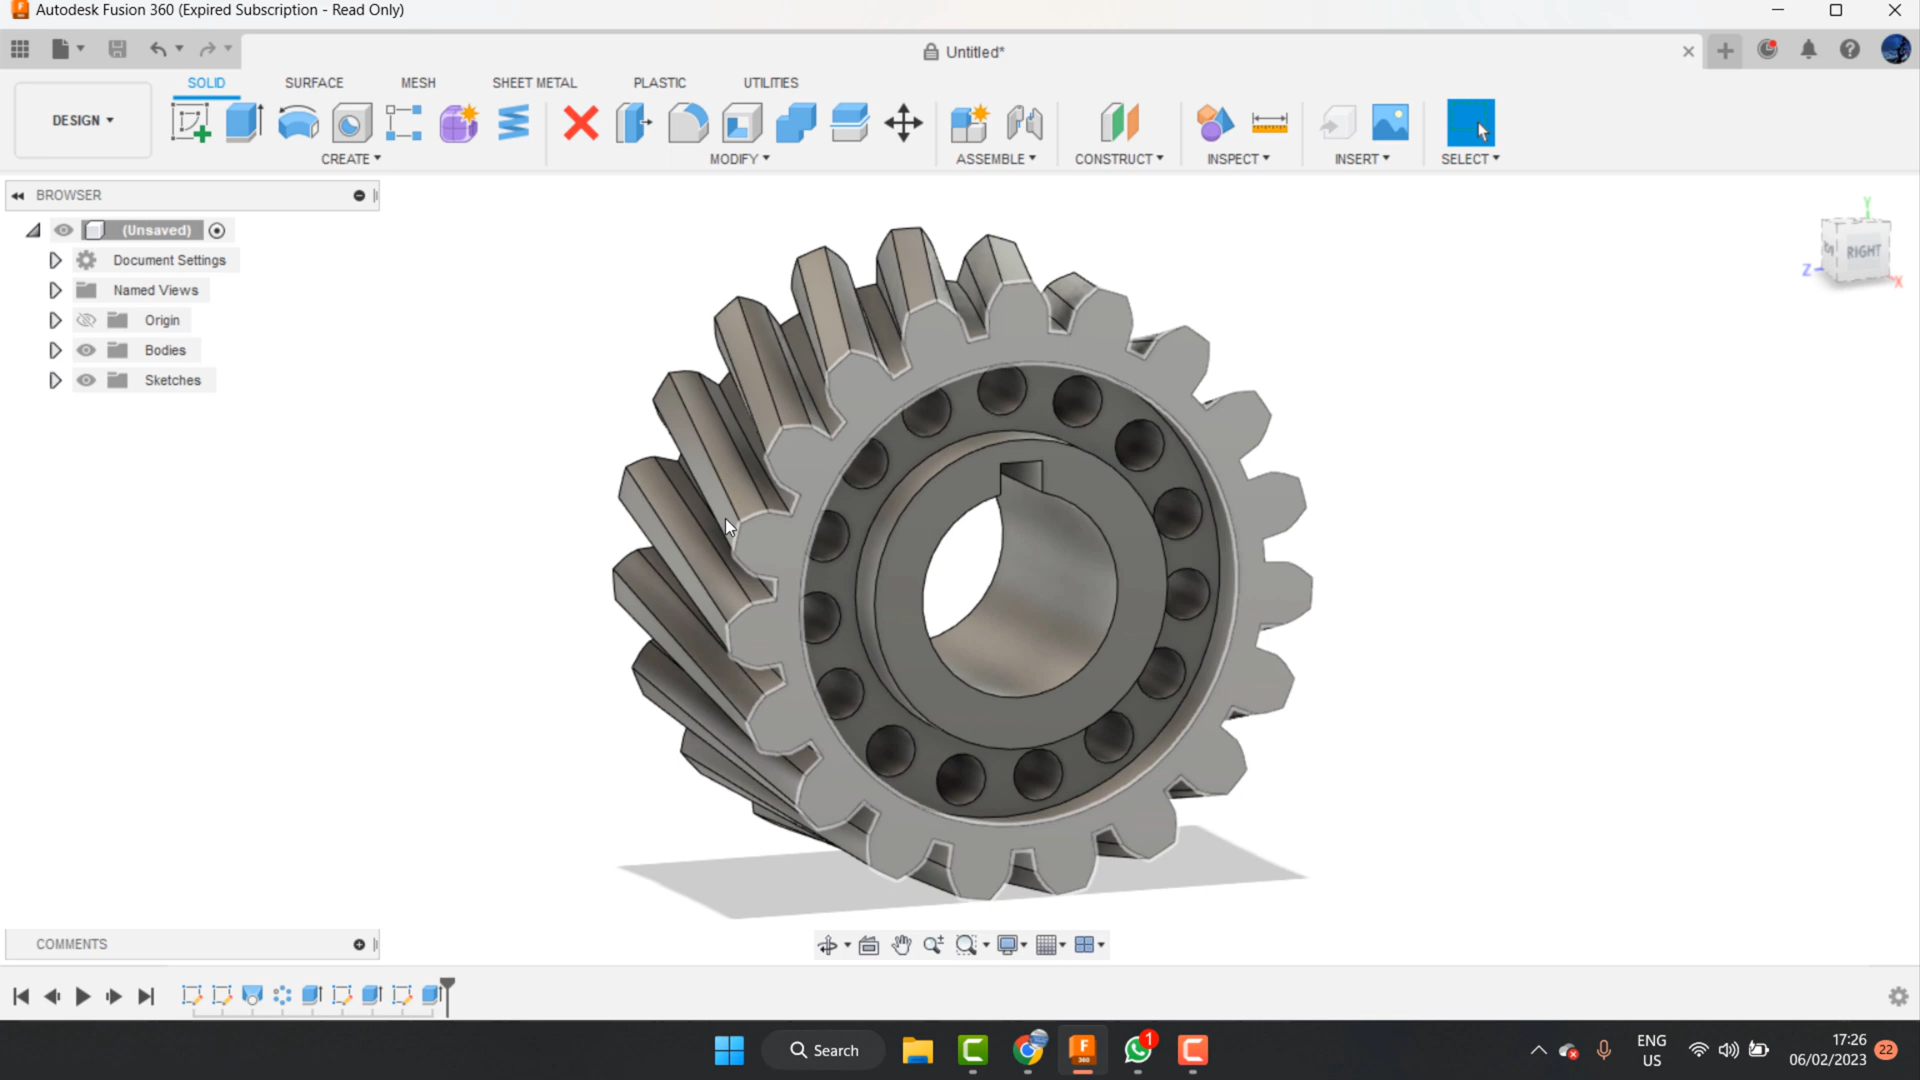 Autodesk Fusion 360 (Expired Subscription - Read Only)
Untitled*
SOLID SURFACE MESH SHEET METAL PLASTIC UTILITIES
DESIGN
CREATE MODIFY ASSEMBLE CONSTRUCT INSPECT INSERT SELECT
BROWSER
(Unsaved)
Document Settings
Named Views
Origin
Bodies
Sketches
Y
RIGHT
Z
X
COMMENTS
Search
F
360
1
ENG
US
17:26
06/02/2023
22